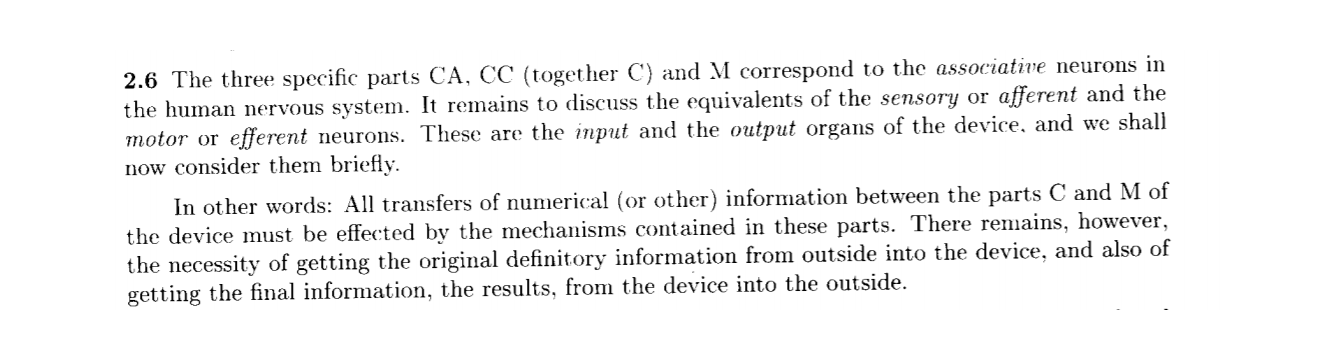 2.6 The three specific parts CA, CC (together C) and M correspond to the associative neurons in
the human nervous system. It remains to discuss the equivalents of the sensory or afferent and the
motor or efferent neurons. These are the input and the output organs of the device, and we shall
now consider them briefly.
In other words: All transfers of numerical (or other) information between the parts C and M of
the device must be effected by the mechanisms contained in these parts. There remains, however,
the necessity of getting the original definitory information from outside into the device, and also of
getting the final information, the results, from the device into the outside.